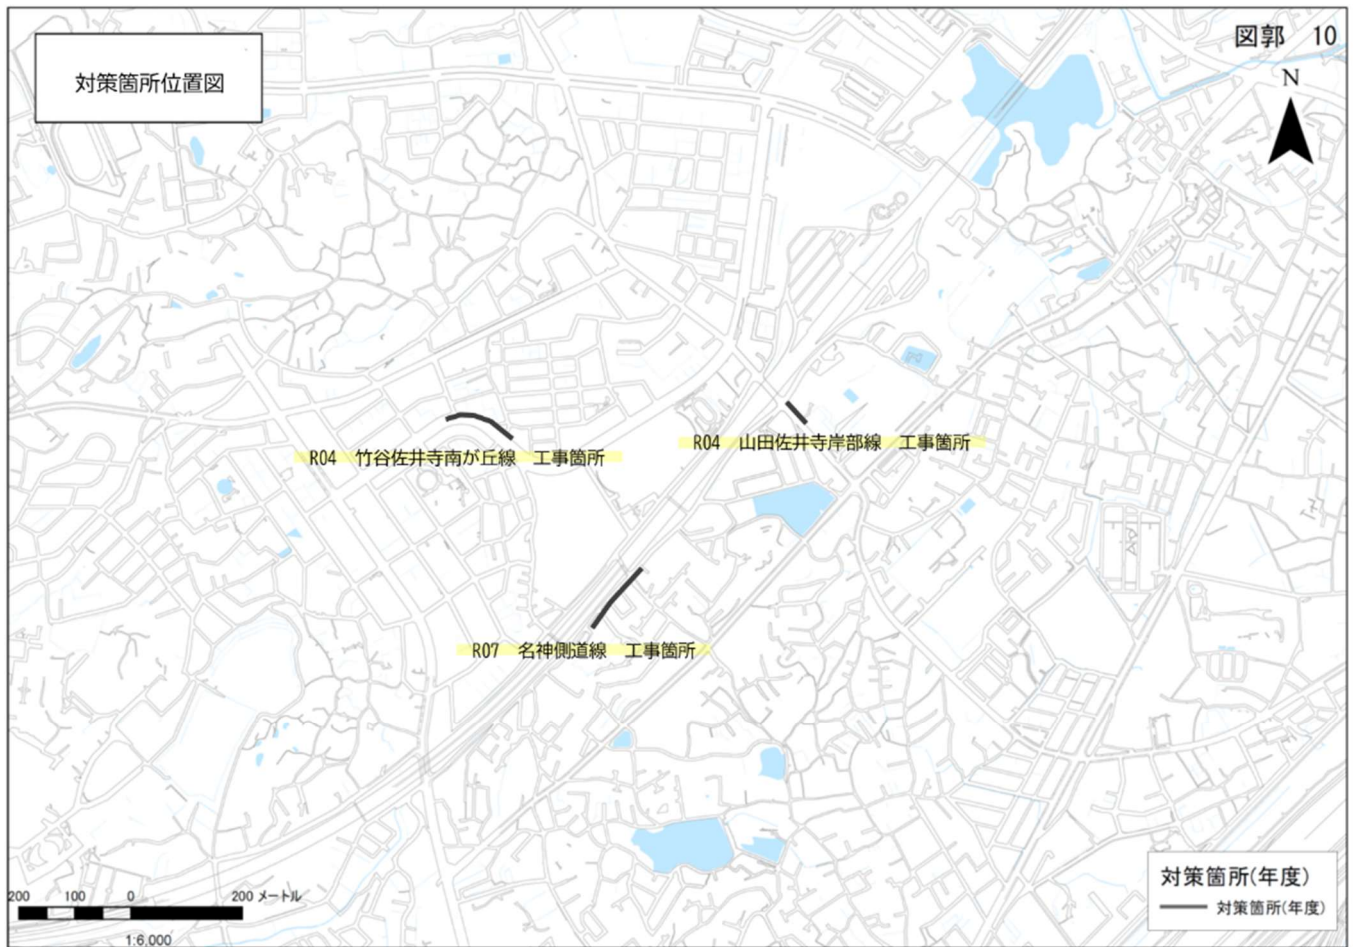 対策箇所位置図
図郭 10
N
R04 竹谷佐井寺南が丘線 工事箇所
R04 山田佐井寺岸部線 工事箇所
R07 名神側道線 工事箇所
200 100 0 200 メートル
1:6,000
対策箇所(年度)
対策箇所(年度)